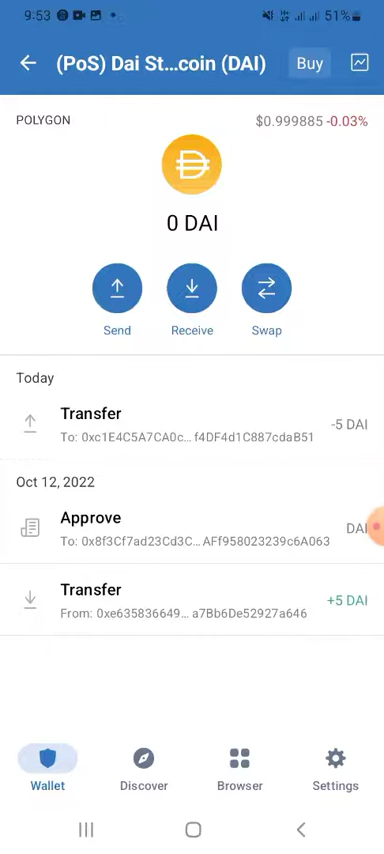 9:53 51%
(PoS) Dai St...coin (DAI) Buy
POLYGON $0.999885 -0.03%
0 DAI
Send Receive Swap
Today
Transfer
-5 DAI
To: 0xc1E4C5A7CA0c... f4DF4d1C887cdaB51
Oct 12, 2022
Approve
DAI
To: 0x8f3Cf7ad23Cd3C... AFf958023239c6A063
Transfer
+5 DAI
From: 0xe635836649... a7Bb6De52927a646
Wallet Discover Browser Settings